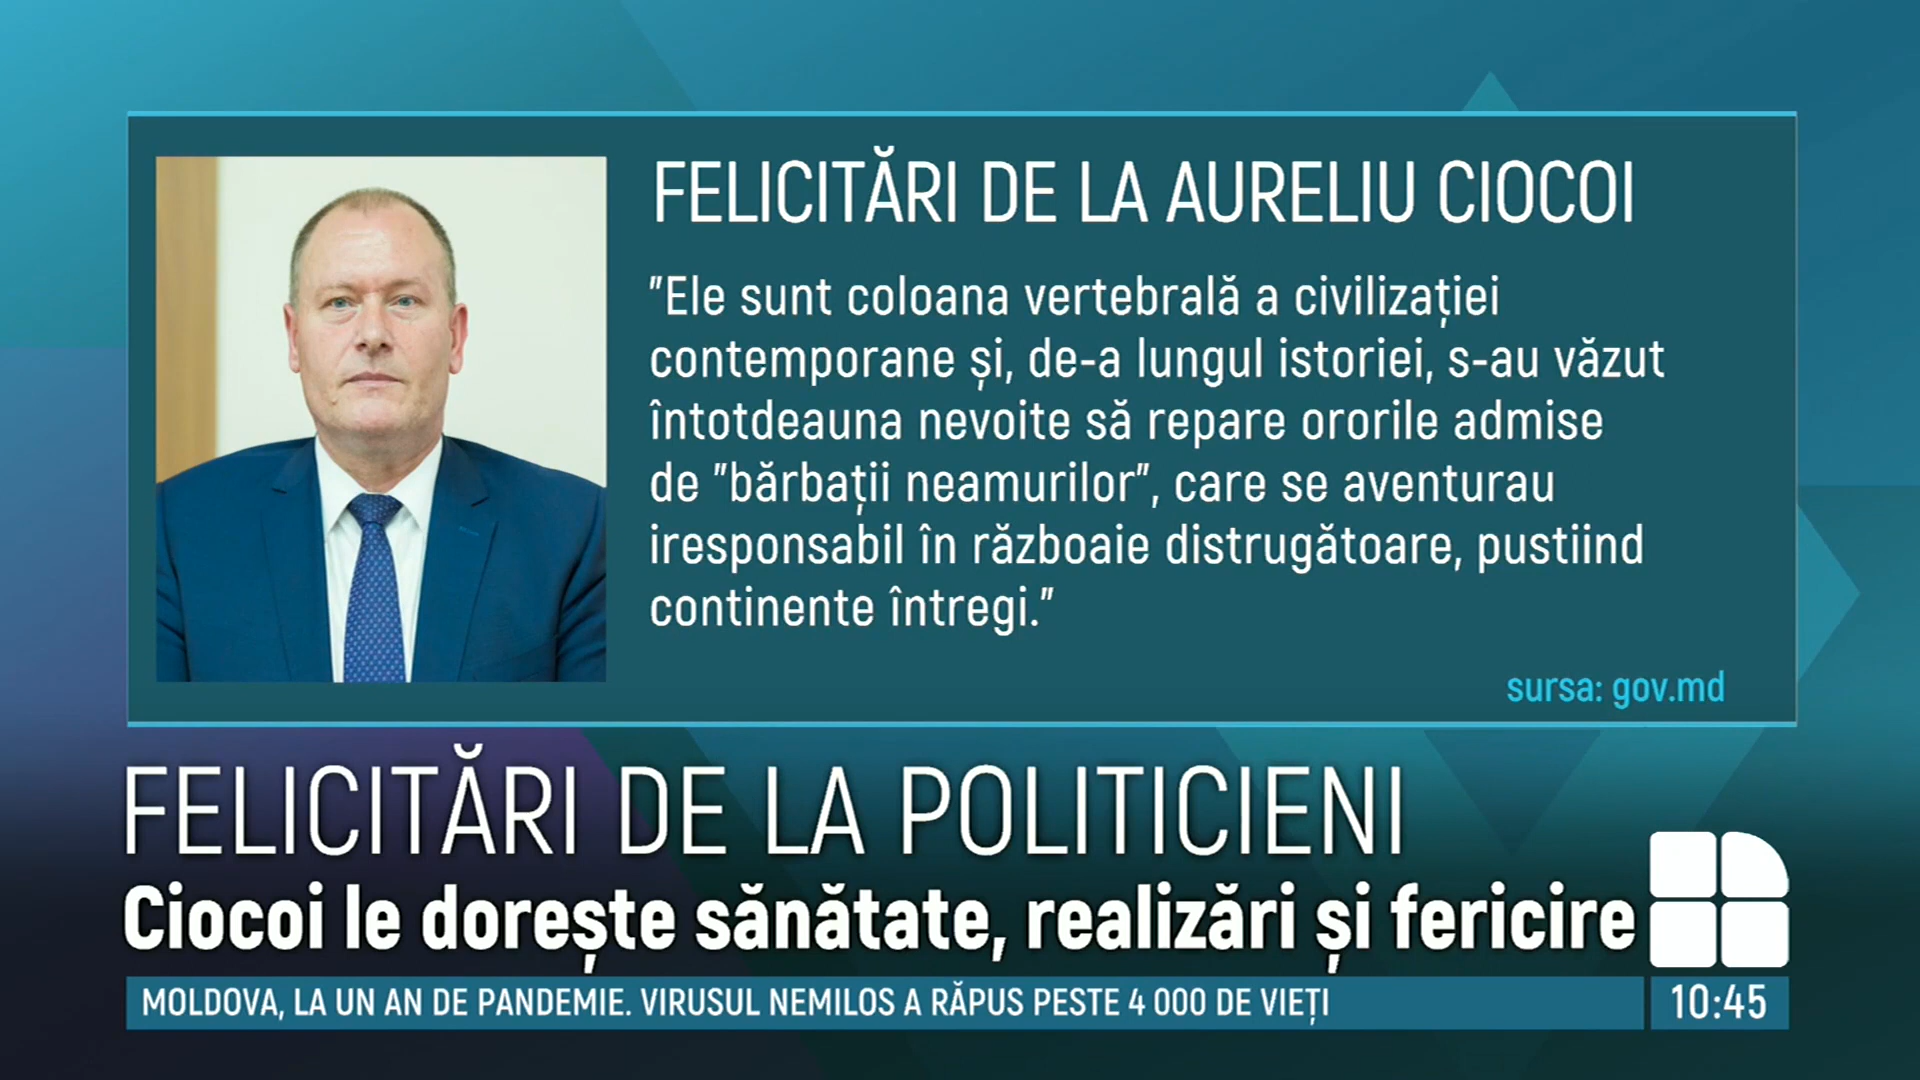 FELICITĂRI DE LA AURELIU CIOCOI
"Ele sunt coloana vertebrală a civilizației
contemporane și, de-a lungul istoriei, s-au văzut
întotdeauna nevoite să repare ororile admise
de "bărbații neamurilor", care se aventurau
iresponsabil în războaie distrugătoare, pustiind
continente întregi."
sursa: gov.md
FELICITĂRI DE LA POLITICIENI
Ciocoi le dorește sănătate, realizări și fericire
MOLDOVA, LA UN AN DE PANDEMIE. VIRUSUL NEMILOS A RĂPUS PESTE 4 000 DE VIEȚI
10:45